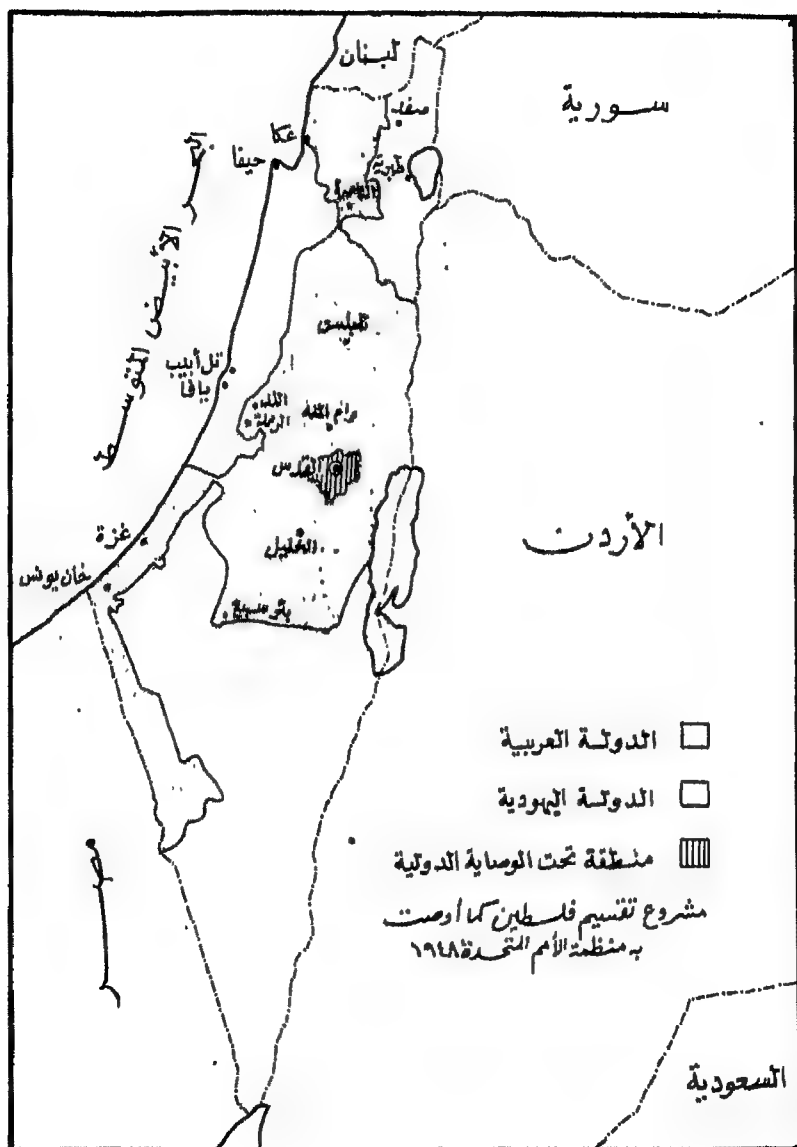 لبنان
سورية
صفد
عكا
حيفا
طبرية
البحر الأبيض المتوسط
نابلس
تل أبيب
يافا
اللد
الرملة
رام الله
القدس
الأردن
غزة
الخليل
خان يونس
بئر سبع
مصر
الدولة العربية
الدولة اليهودية
منطقة تحت الوصاية الدولية
مشروع تقسيم فلسطين كما أوصت
به منظمة الأمم المتحدة ١٩٤٨
السعودية